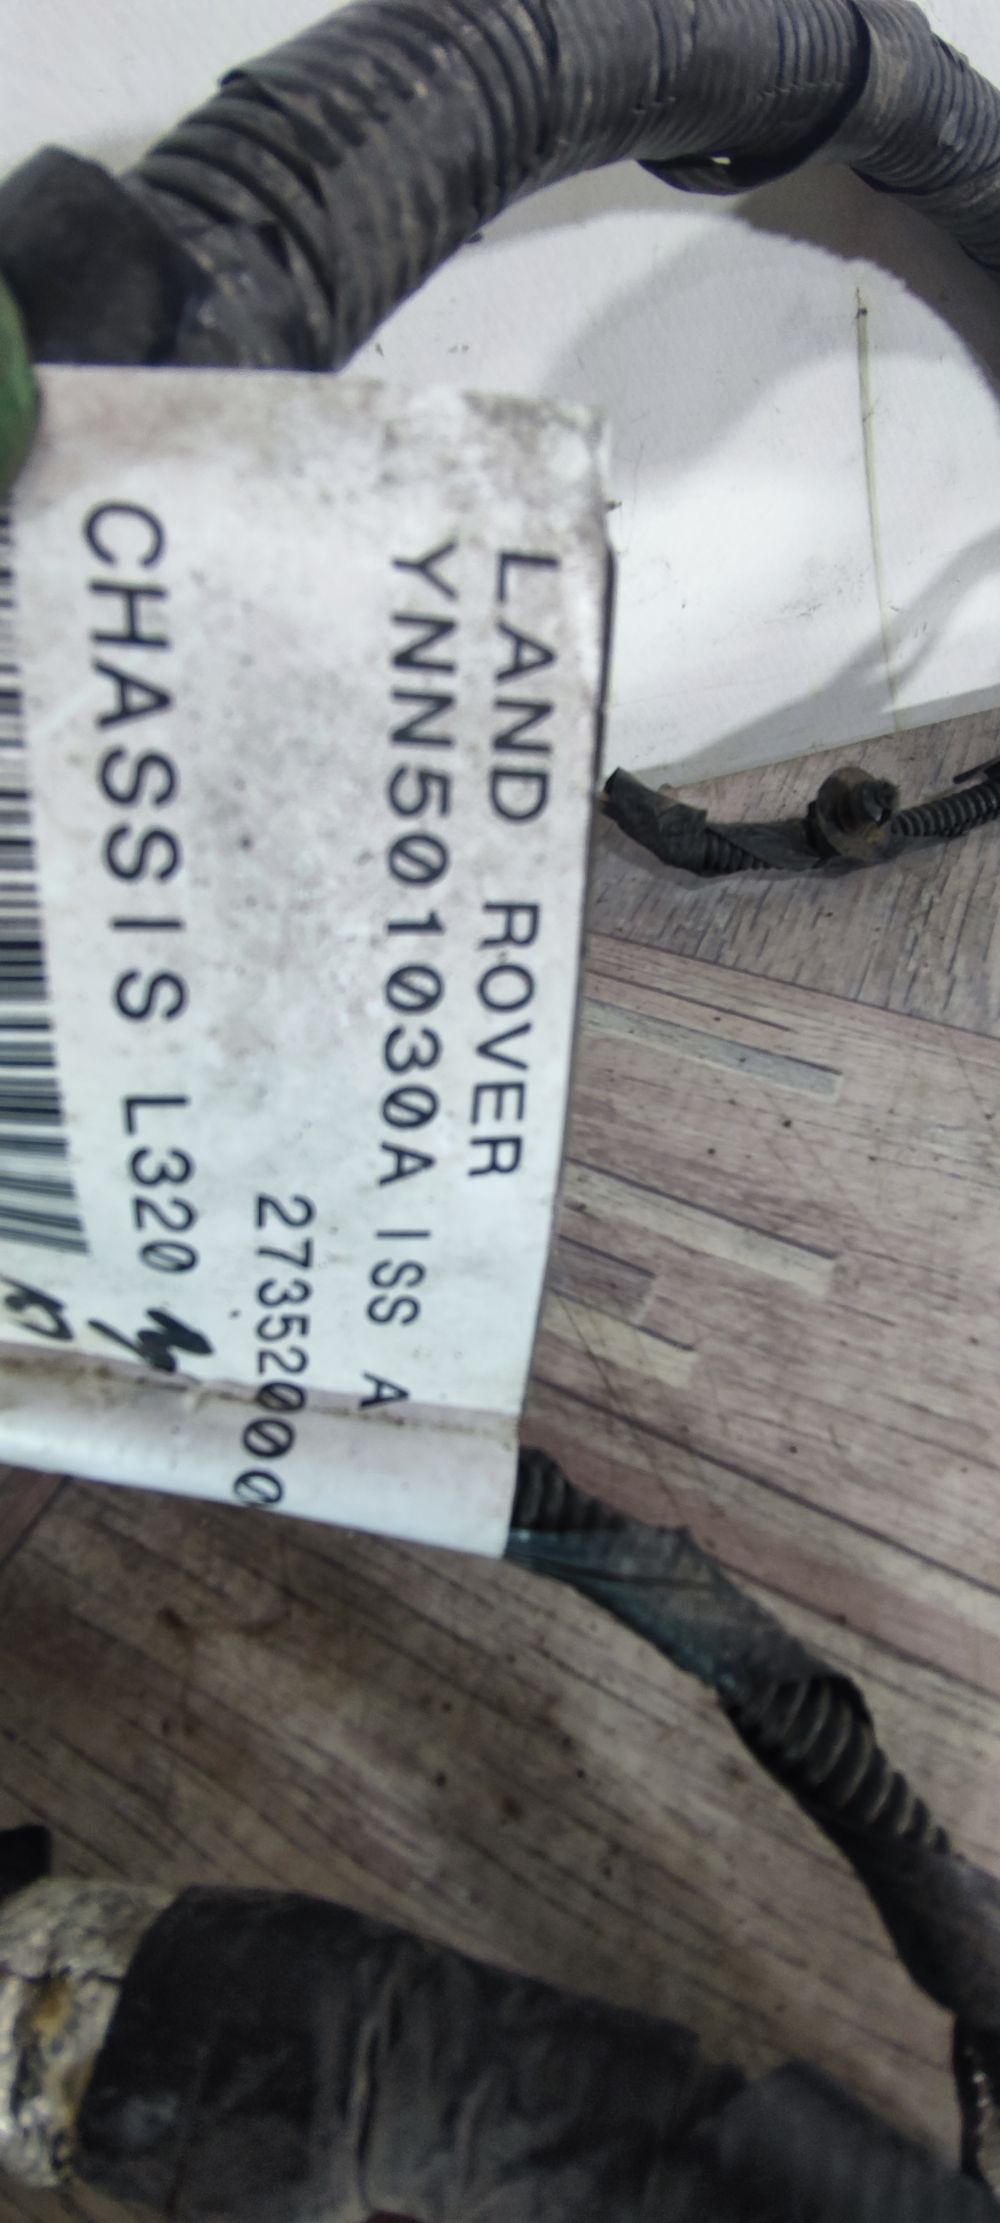 LAND ROVER
YNN501030A ISS A
27352000
CHASSIS L320